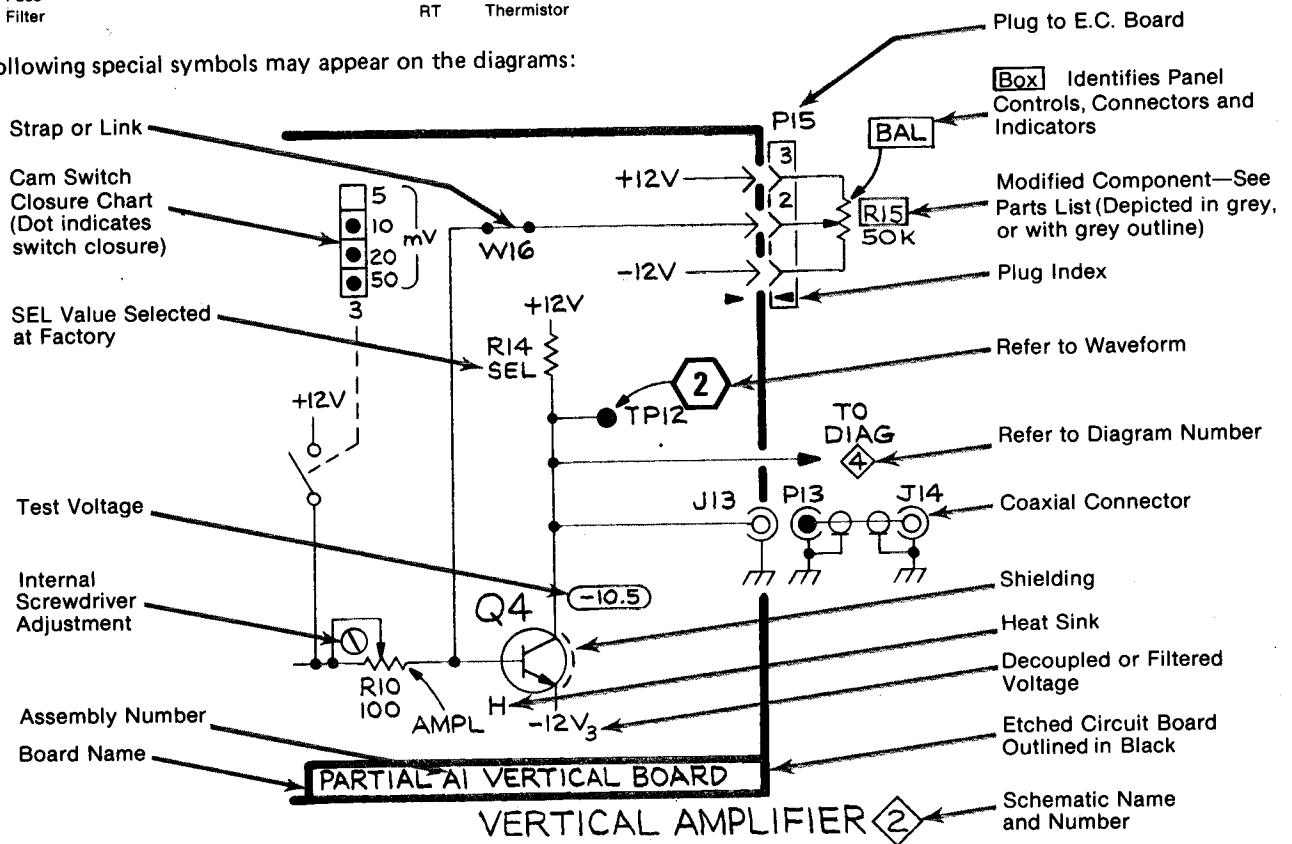 Filter
RT Thermistor
ollowing special symbols may appear on the diagrams:
Plug to E.C. Board
Box Identifies Panel
Controls, Connectors and
Indicators
Strap or Link
P15
BAL
Cam Switch
Closure Chart
(Dot indicates
switch closure)
5
10
20
50
mV
3
W16
+12V
-12V
3
2
1
R15
50K
Modified Component—See
Parts List (Depicted in grey,
or with grey outline)
Plug Index
SEL Value Selected
at Factory
+12V
R14
SEL
2
TP12
Refer to Waveform
+12V
TO
DIAG
4
Refer to Diagram Number
Test Voltage
J13
P13
J14
Coaxial Connector
-10.5
Internal
Screwdriver
Adjustment
Q4
Shielding
Heat Sink
R10
100
AMPL
H
-12V3
Decoupled or Filtered
Voltage
Assembly Number
Board Name
Etched Circuit Board
Outlined in Black
PARTIAL A1 VERTICAL BOARD
VERTICAL AMPLIFIER 2
Schematic Name
and Number